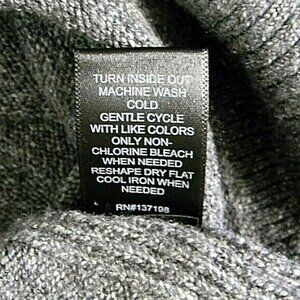 TURN INSIDE OUT
MACHINE WASH
COLD
GENTLE CYCLE
WITH LIKE COLORS
ONLY NON-
CHLORINE BLEACH
WHEN NEEDED
RESHAPE DRY FLAT
COOL IRON WHEN
NEEDED
RN#137198